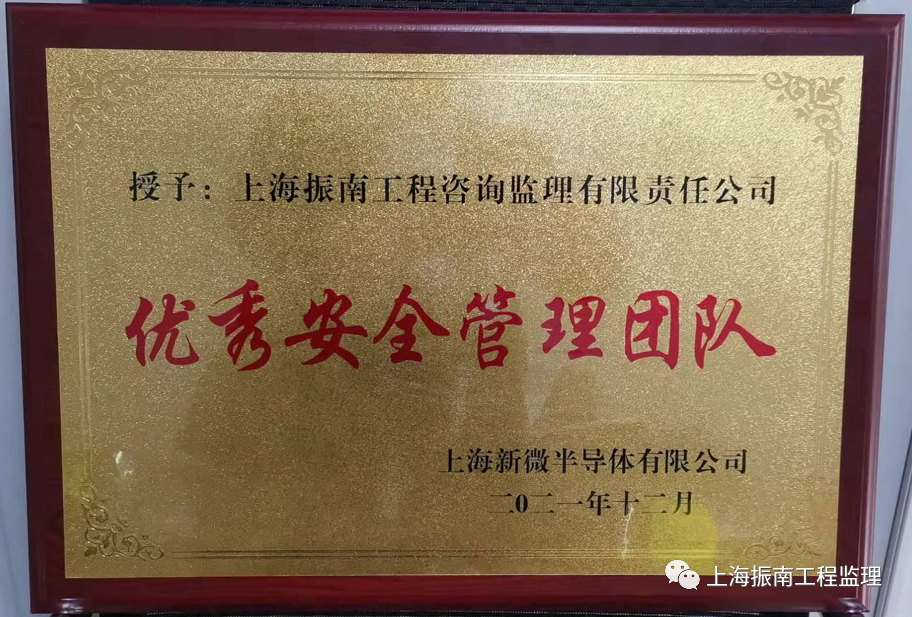 授予：上海振南工程咨询监理有限责任公司
优秀安全管理团队
上海新微半导体有限公司
二0二一年十二月
上海振南工程监理